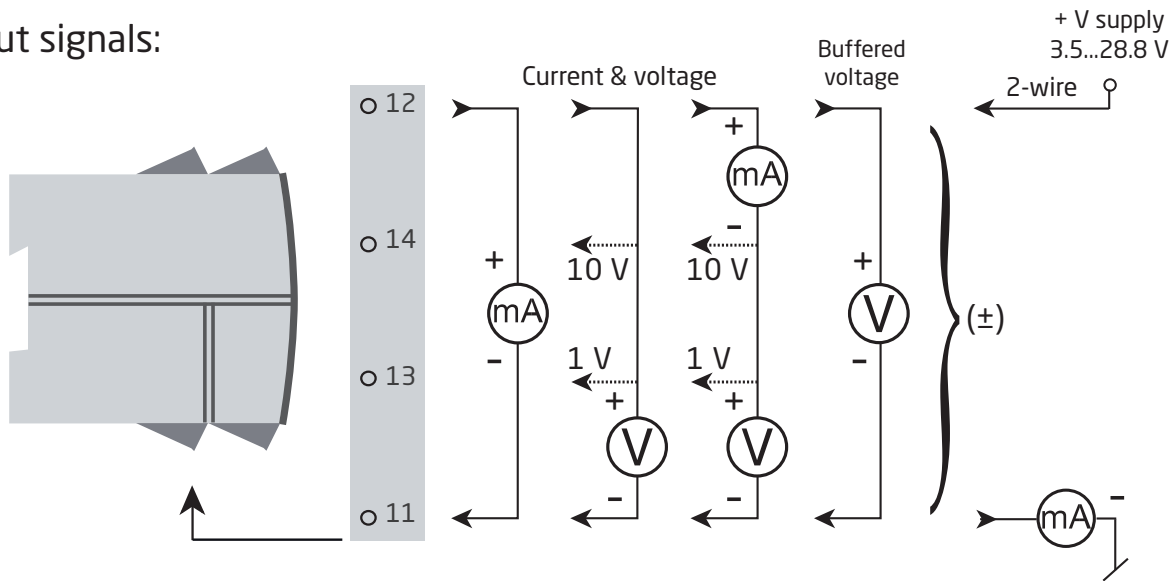 ut signals:
+ V supply
3.5...28.8 V
Buffered
voltage
Current & voltage
2-wire
12
14
13
11
+
mA
-
10 V
1 V
+
V
-
+
mA
-
10 V
1 V
+
V
-
+
V
-
(±)
mA
-